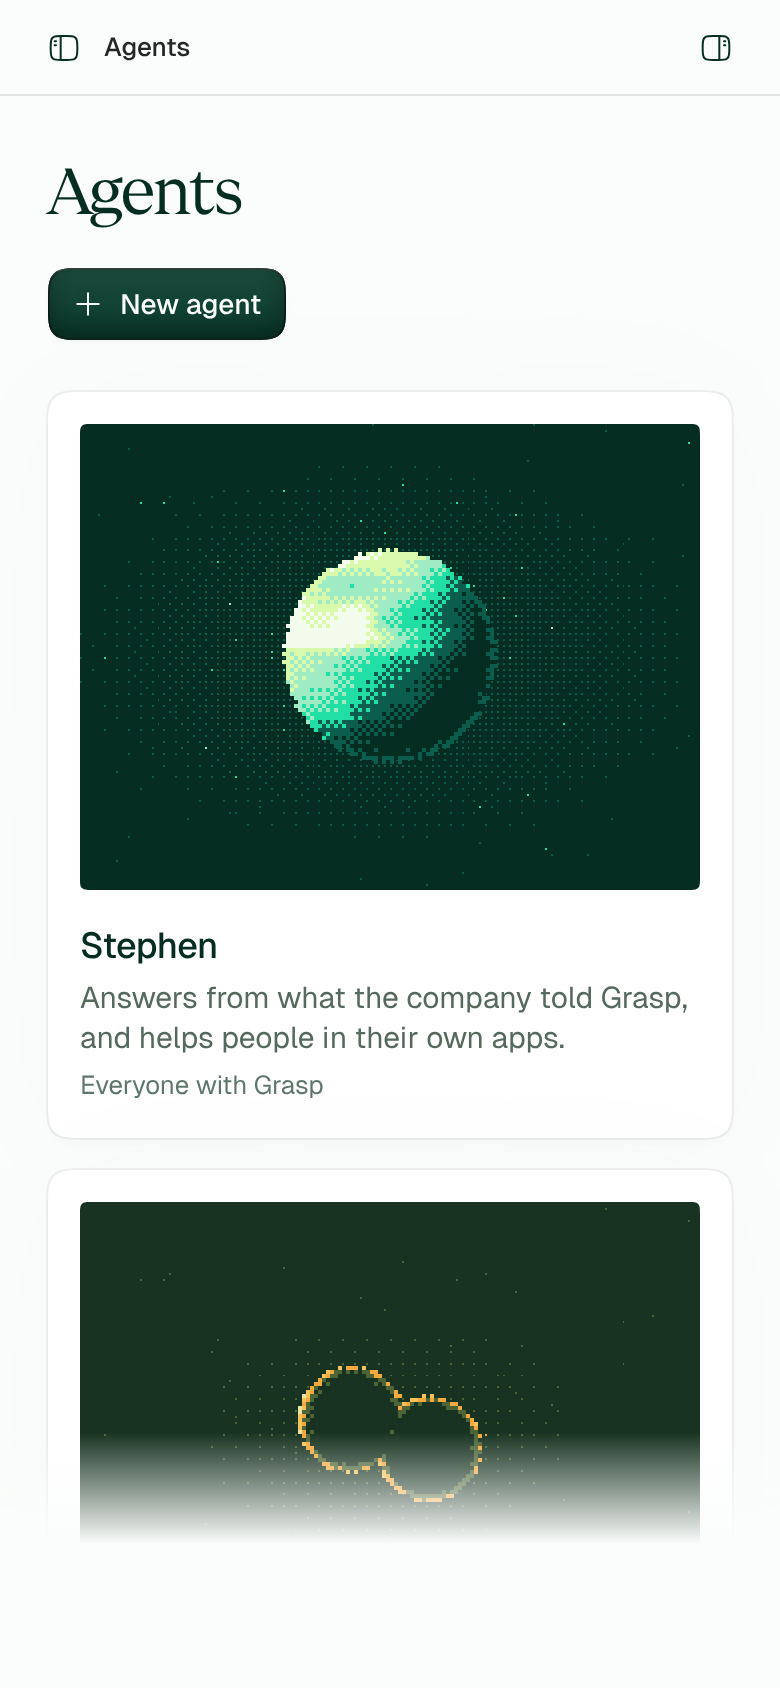 Agents
Agents
New agent
Stephen
Answers from what the company told Grasp,
and helps people in their own apps.
Everyone with Grasp